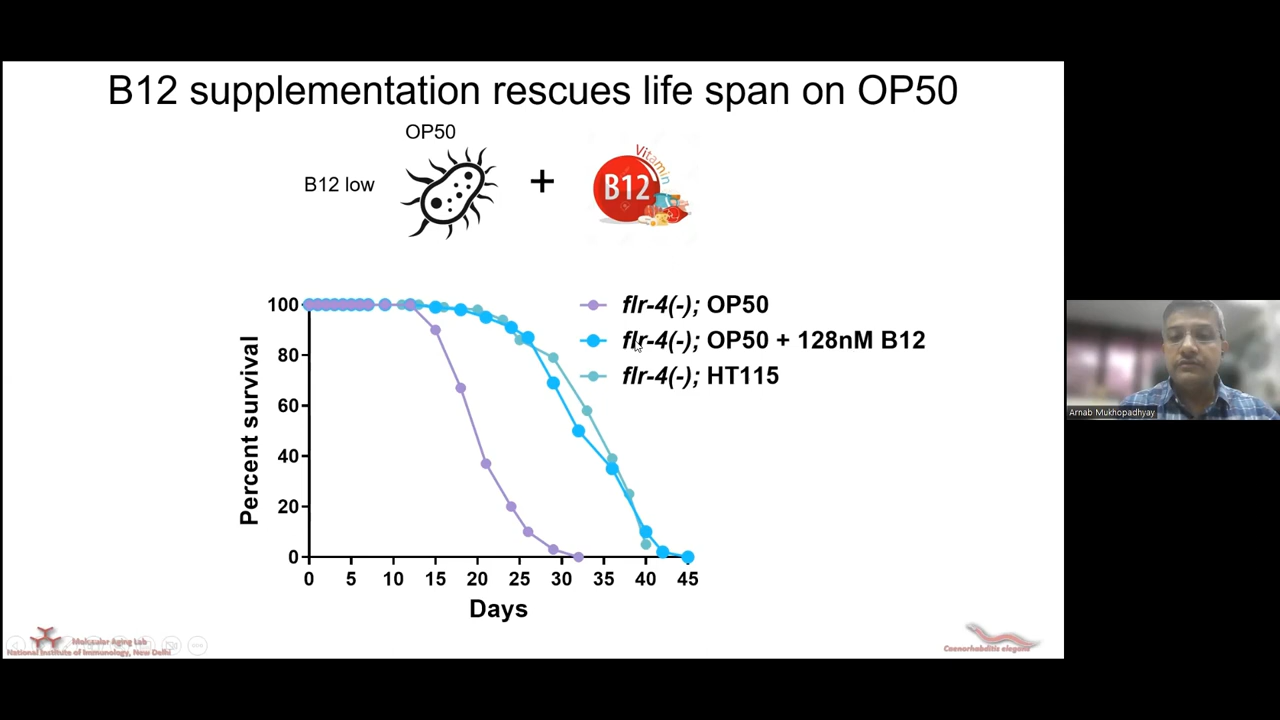 B12 supplementation rescues life span on OP50
OP50
B12 low
+
Vitamin
B12
flr-4(-); OP50
flr-4(-); OP50 + 128nM B12
flr-4(-); HT115
Percent survival
100
80
60
40
20
0
0 5 10 15 20 25 30 35 40 45
Days
Molecular Aging Lab
National Institute of Immunology, New Delhi
Caenorhabditis elegans
Arnab Mukhopadhyay